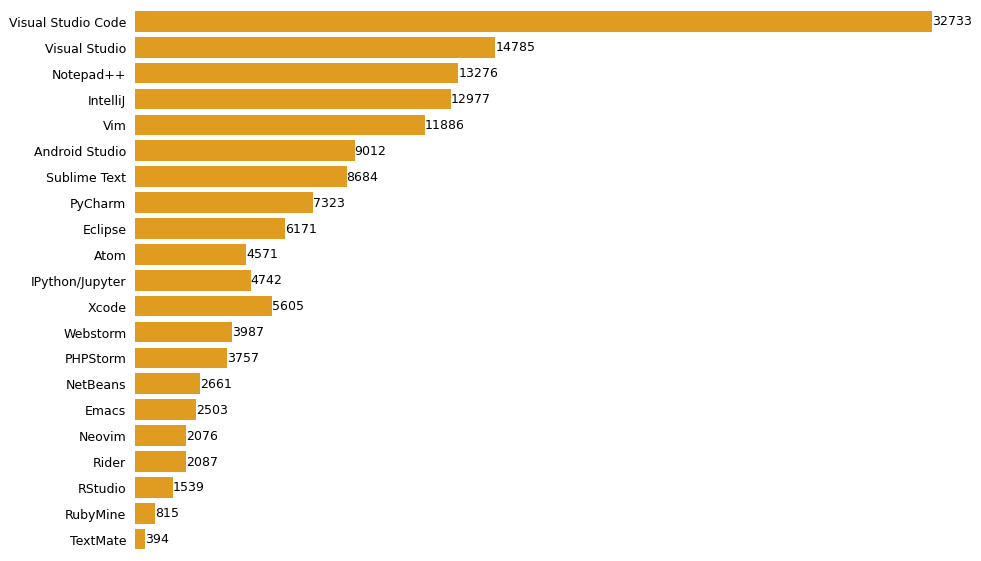 Visual Studio Code 32733
Visual Studio 14785
Notepad++ 13276
IntelliJ 12977
Vim 11886
Android Studio 9012
Sublime Text 8684
PyCharm 7323
Eclipse 6171
Atom 4571
IPython/Jupyter 4742
Xcode 5605
Webstorm 3987
PHPStorm 3757
NetBeans 2661
Emacs 2503
Neovim 2076
Rider 2087
RStudio 1539
RubyMine 815
TextMate 394